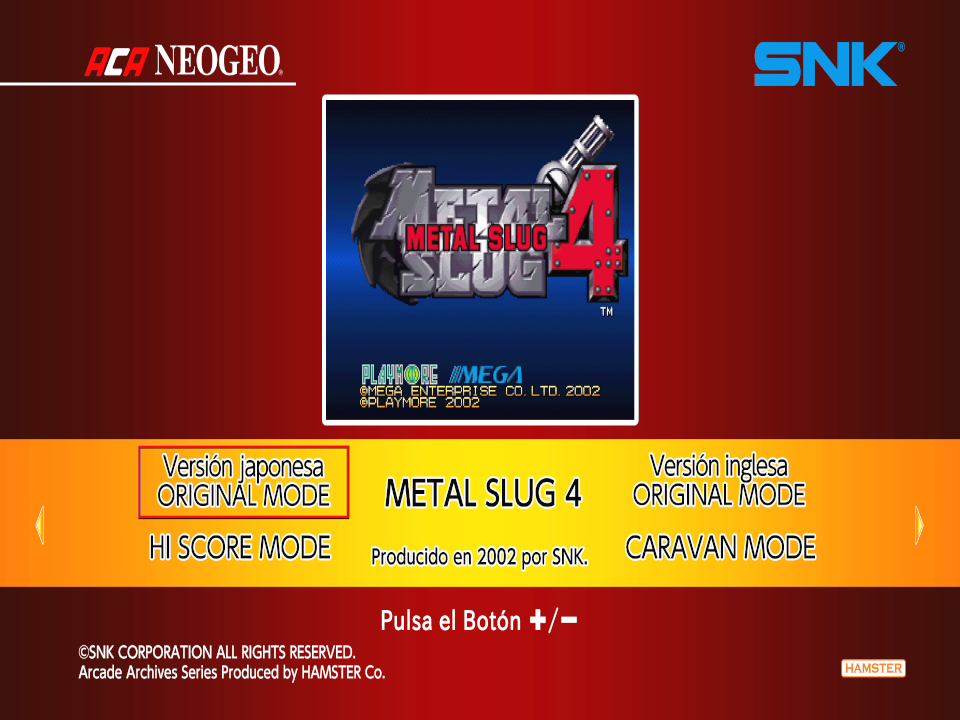 ACA NEOGEO®
SNK®
METAL
METAL SLUG
SLUG
4
TM
PLAYMORE MEGA
©MEGA ENTERPRISE CO.LTD.2002
©PLAYMORE 2002
Versión japonesa
ORIGINAL MODE
METAL SLUG 4
Versión inglesa
ORIGINAL MODE
HI SCORE MODE
Producido en 2002 por SNK.
CARAVAN MODE
Pulsa el Botón +/−
©SNK CORPORATION ALL RIGHTS RESERVED.
Arcade Archives Series Produced by HAMSTER Co.
HAMSTER